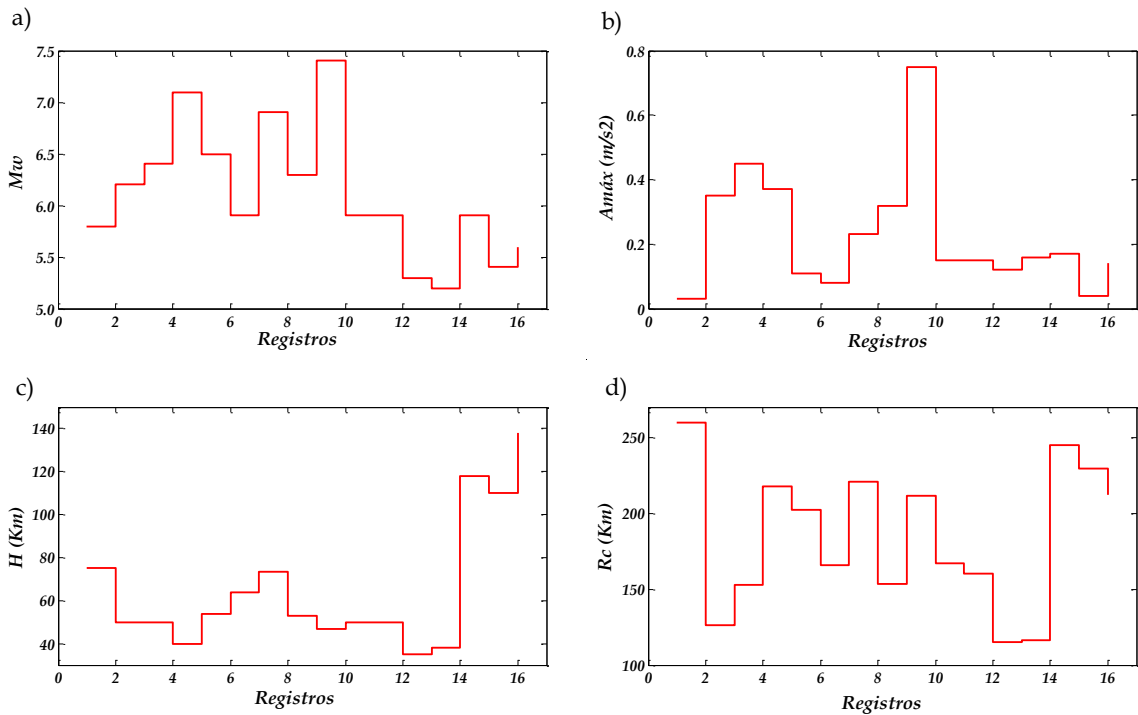 a)
7.5
7.0
6.5
6.0
5.5
5.0
Mw
0 2 4 6 8 10 12 14 16
Registros
b)
0.8
0.6
0.4
0.2
0
Amáx (m/s2)
0 2 4 6 8 10 12 14 16
Registros
c)
140
120
100
80
60
40
H (Km)
0 2 4 6 8 10 12 14 16
Registros
d)
250
200
150
100
Rc (Km)
0 2 4 6 8 10 12 14 16
Registros